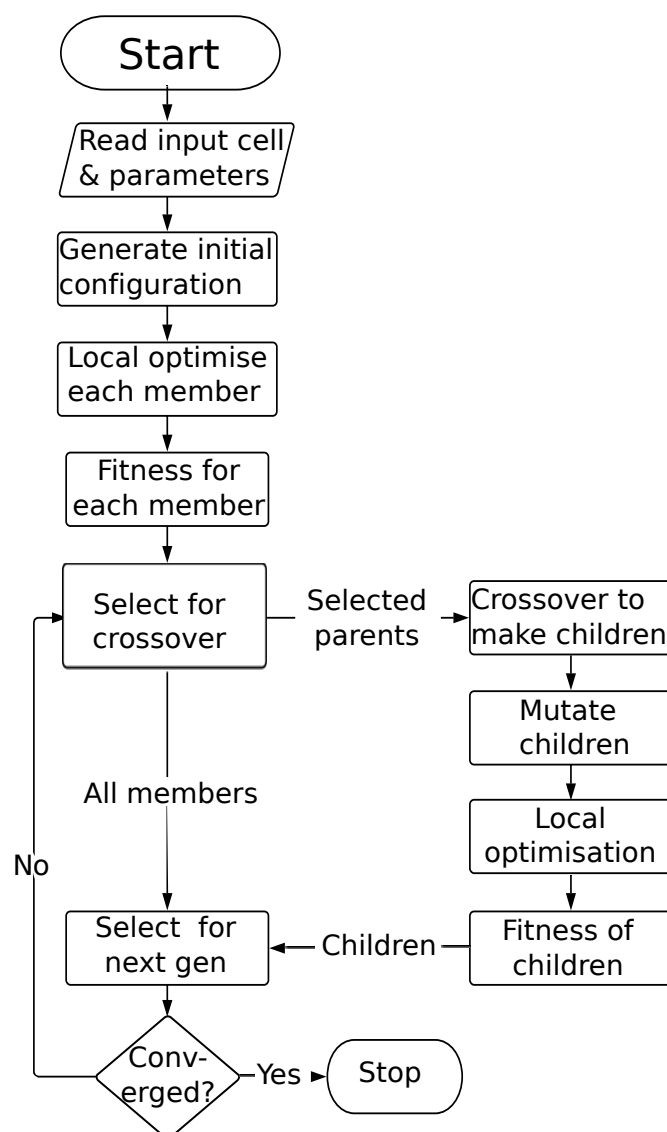 Start
Read input cell
& parameters
Generate initial
configuration
Local optimise
each member
Fitness for
each member
Select for
crossover
Selected
parents
Crossover to
make children
Mutate
children
Local
optimisation
Fitness of
children
All members
Children
Select for
next gen
No
Conv-
erged?
Yes
Stop